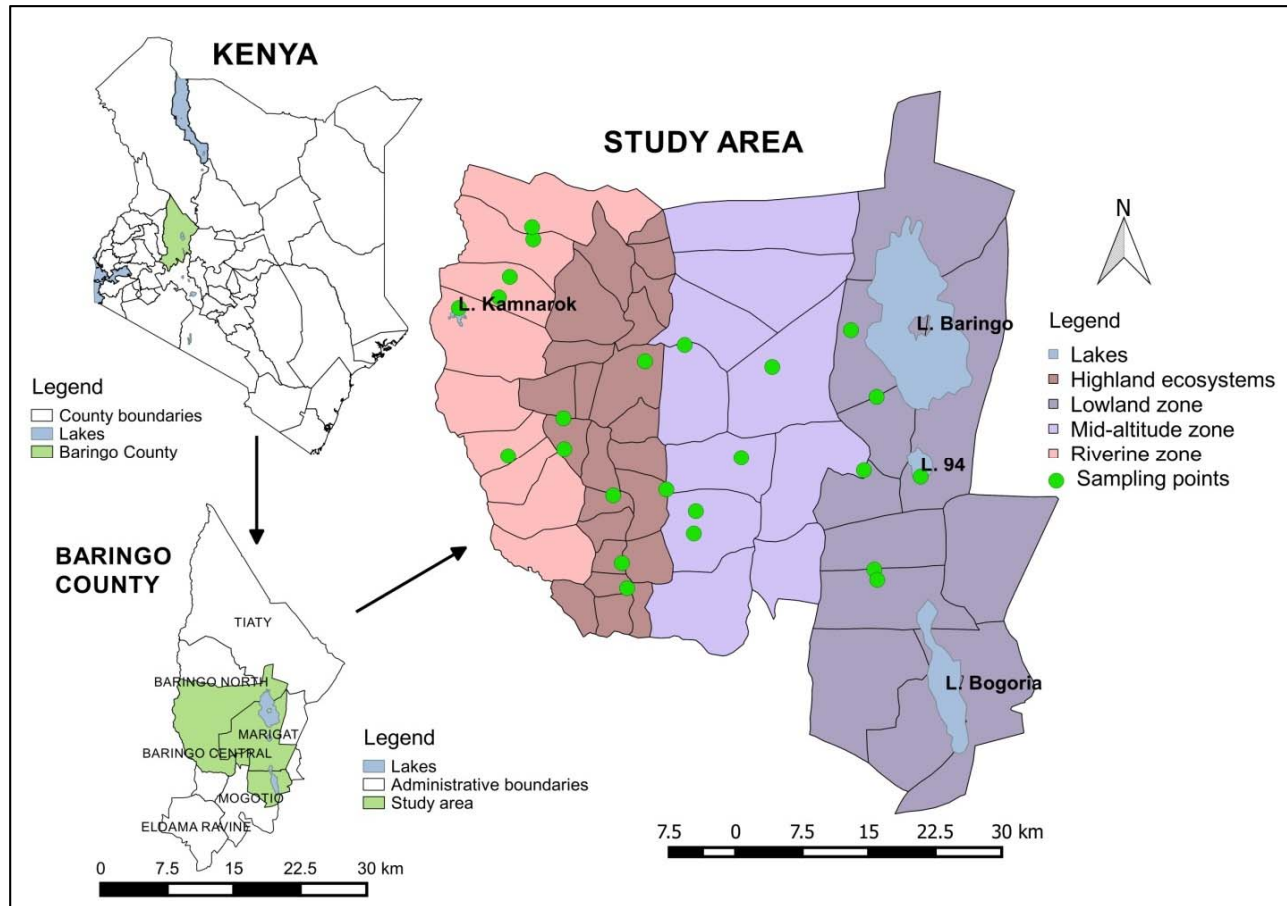 KENYA
Legend
County boundaries
Lakes
Baringo County
BARINGO
COUNTY
TIATY
BARINGO NORTH
MARIGAT
BARINGO CENTRAL
MOGOTIO
ELDAMA RAVINE
Legend
Lakes
Administrative boundaries
Study area
0 7.5 15 22.5 30 km
STUDY AREA
L. Kamnarok
L. Baringo
L. 94
L. Bogoria
N
Legend
Lakes
Highland ecosystems
Lowland zone
Mid-altitude zone
Riverine zone
Sampling points
7.5 0 7.5 15 22.5 30 km